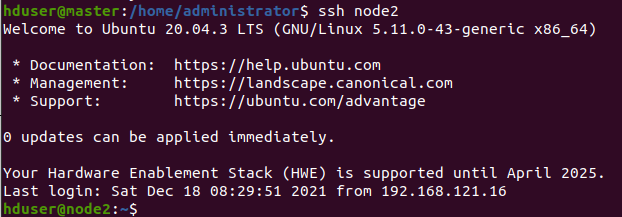 hduser@master:/home/administrator$ ssh node2
Welcome to Ubuntu 20.04.3 LTS (GNU/Linux 5.11.0-43-generic x86_64)
* Documentation:  https://help.ubuntu.com
* Management:     https://landscape.canonical.com
* Support:        https://ubuntu.com/advantage
0 updates can be applied immediately.
Your Hardware Enablement Stack (HWE) is supported until April 2025.
Last login: Sat Dec 18 08:29:51 2021 from 192.168.121.16
hduser@node2:~$